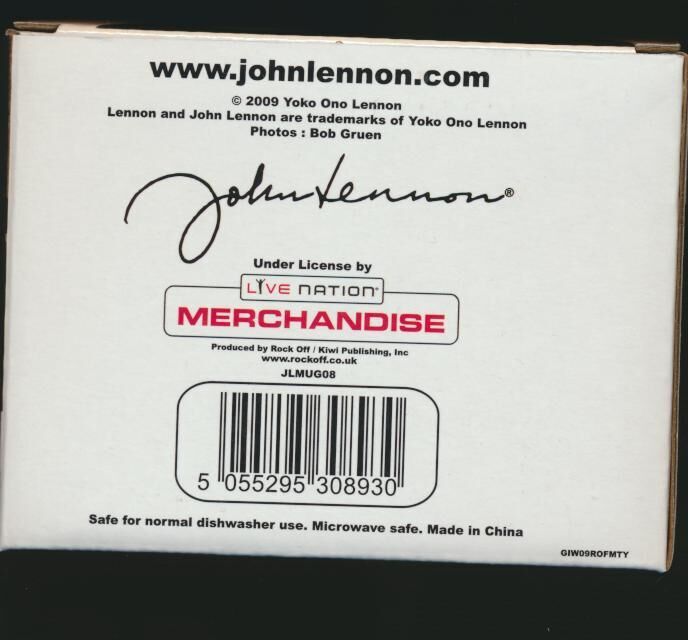 www.johnlennon.com
© 2009 Yoko Ono Lennon
Lennon and John Lennon are trademarks of Yoko Ono Lennon
Photos : Bob Gruen
John Lennon®
Under License by
LIVE NATION®
MERCHANDISE
Produced by Rock Off / Kiwi Publishing, Inc
www.rockoff.co.uk
JLMUG08
5 055295 308930
Safe for normal dishwasher use. Microwave safe. Made in China
GIW09ROFMTY